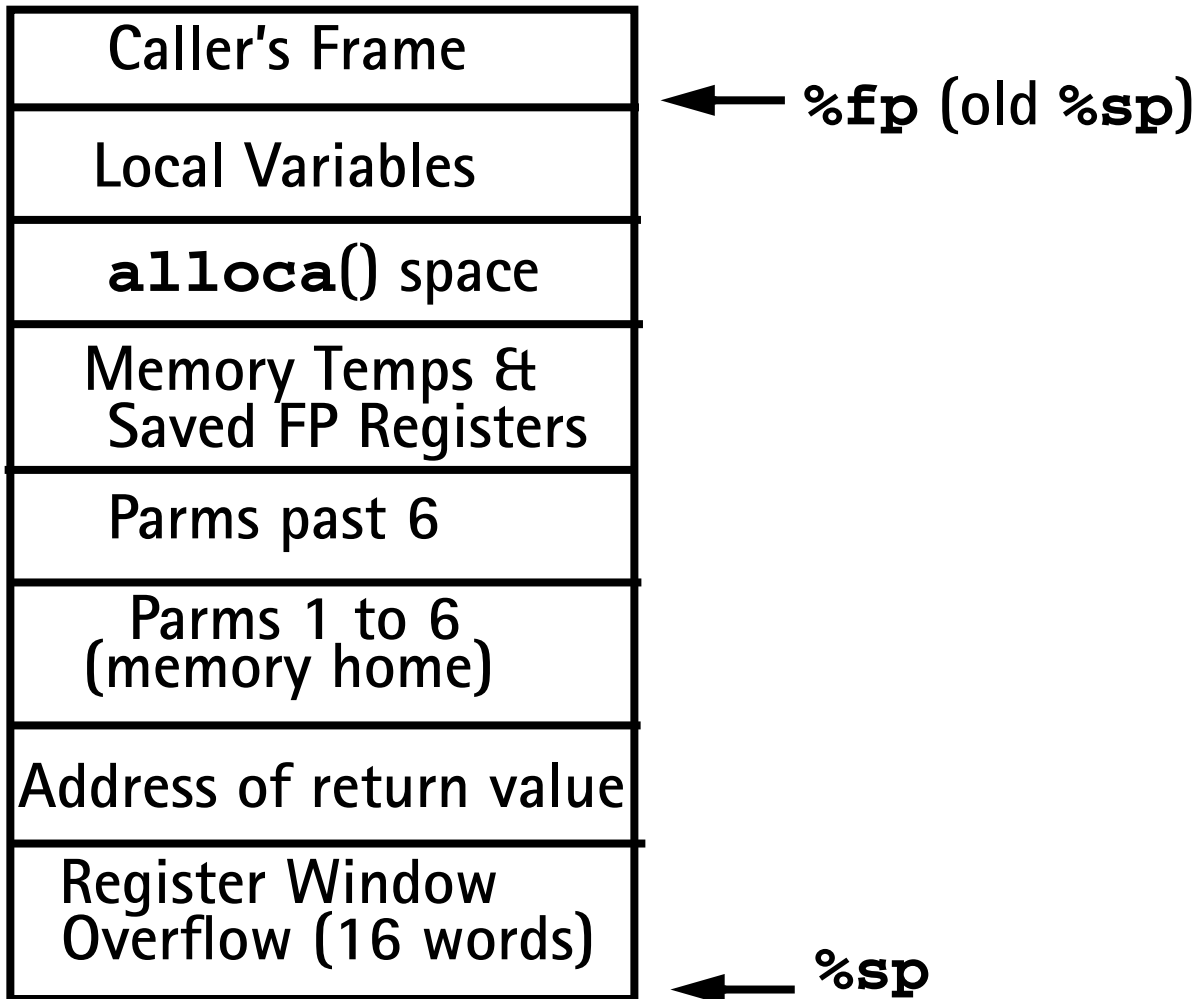 Caller's Frame
%fp (old %sp)
Local Variables
alloca() space
Memory Temps &
Saved FP Registers
Parms past 6
Parms 1 to 6
(memory home)
Address of return value
Register Window
Overflow (16 words)
%sp